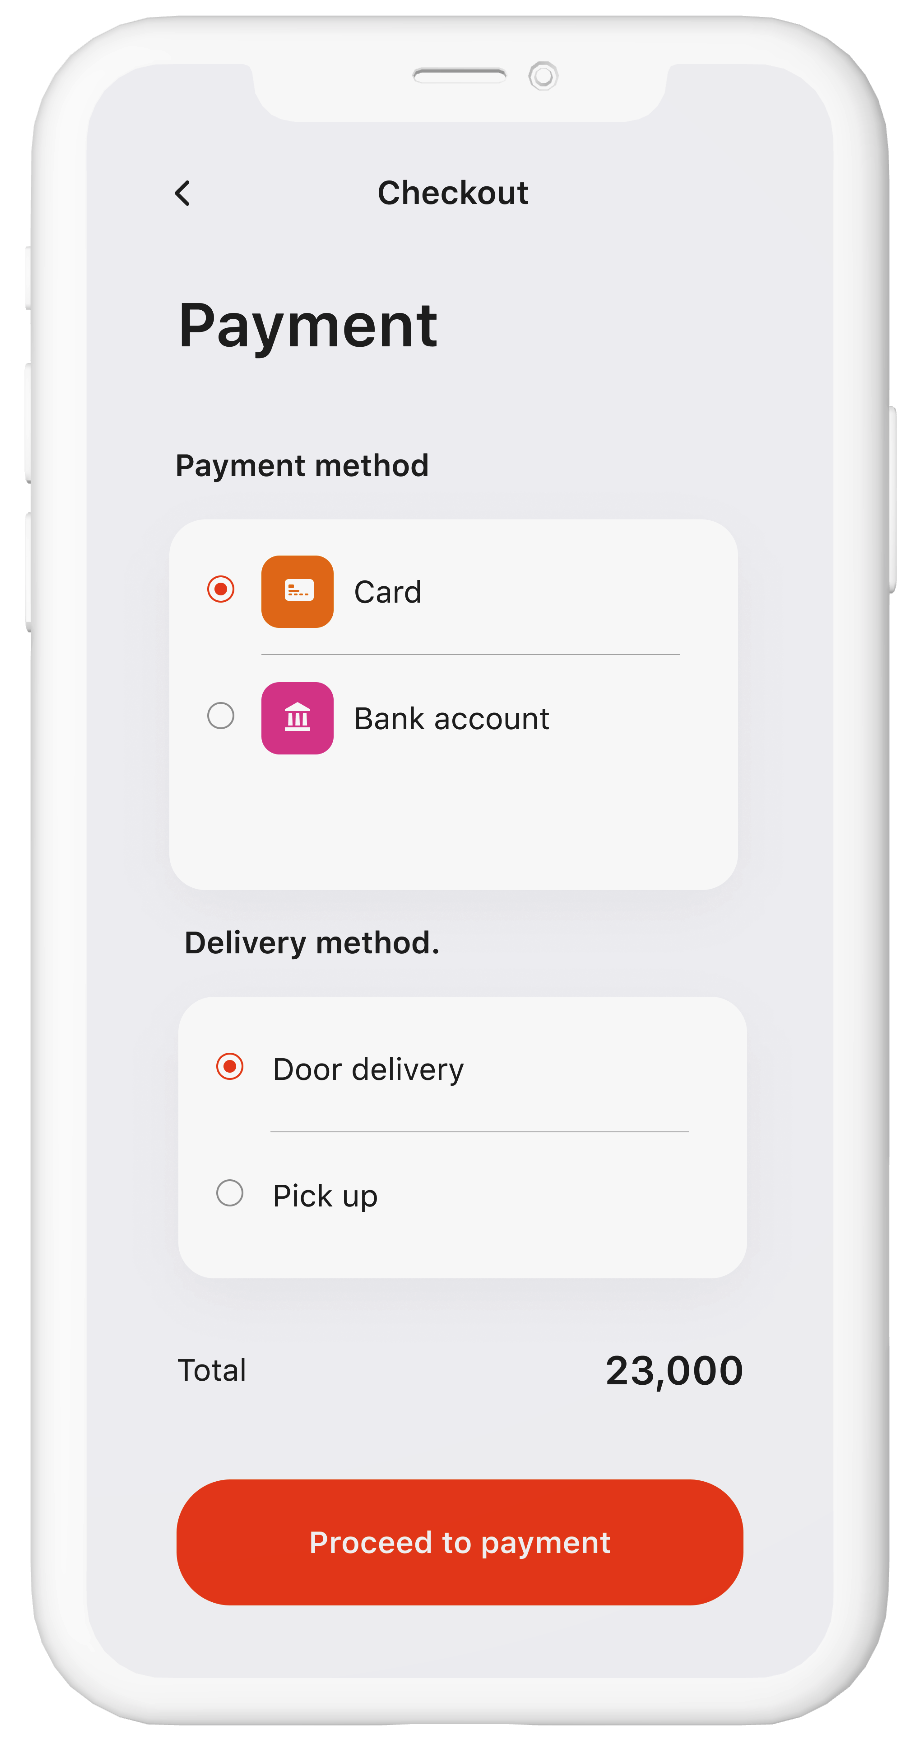 Checkout
Payment
Payment method
Card
Bank account
Delivery method.
Door delivery
Pick up
Total 23,000
Proceed to payment